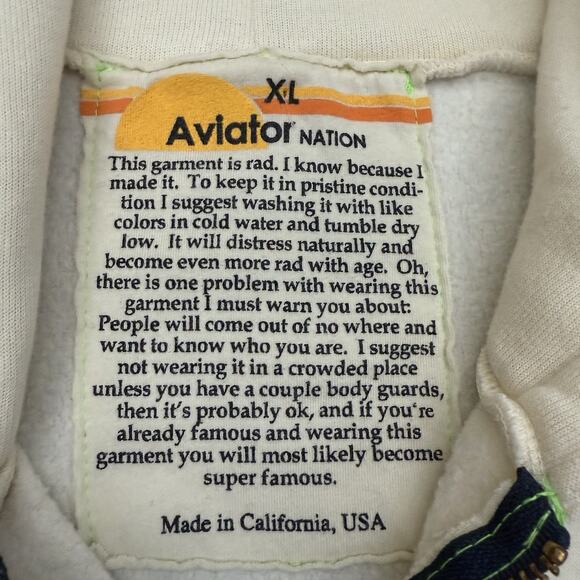 XL
Aviator NATION
This garment is rad. I know because I
made it. To keep it in pristine condi-
tion I suggest washing it with like
colors in cold water and tumble dry
low. It will distress naturally and
become even more rad with age. Oh,
there is one problem with wearing this
garment I must warn you about:
People will come out of no where and
want to know who you are. I suggest
not wearing it in a crowded place
unless you have a couple body guards,
then it's probably ok, and if you're
already famous and wearing this
garment you will most likely become
super famous.
Made in California, USA